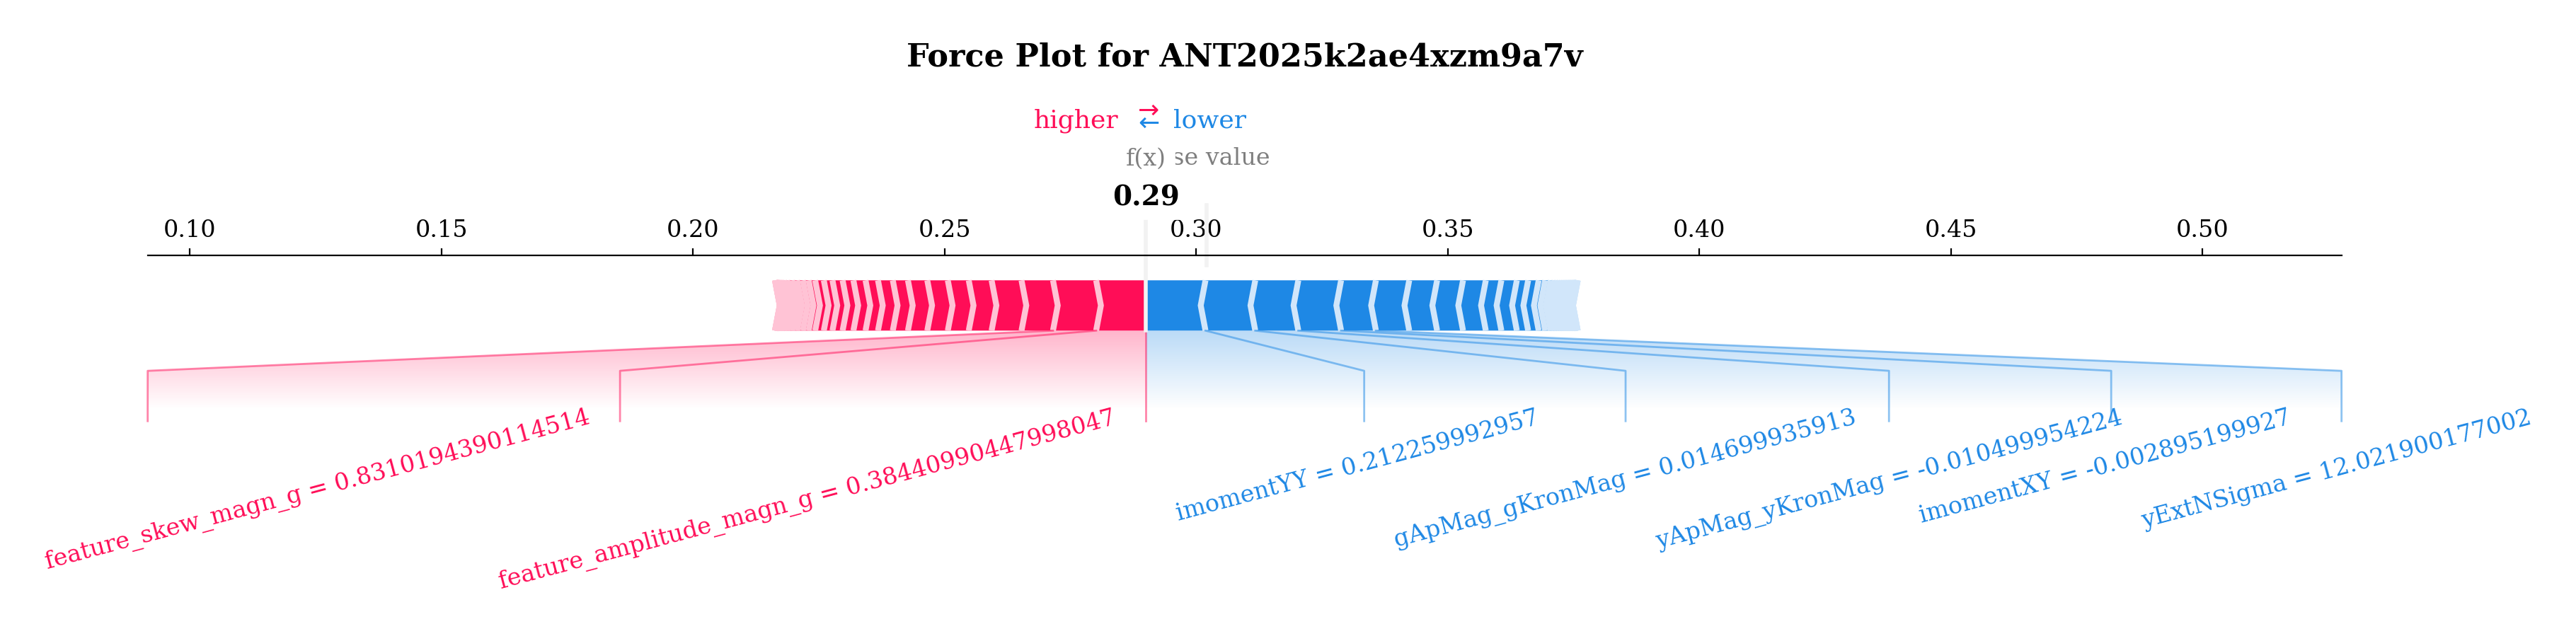 Force Plot for ANT2025k2ae4xzm9a7v
higher ⇄ lower
f(x) se value
0.29
0.10 0.15 0.20 0.25 0.30 0.35 0.40 0.45 0.50
feature_skew_magn_g = 0.8310194390114514
feature_amplitude_magn_g = 0.38440990447998047
imomentYY = 0.212259992957
gApMag_gKronMag = 0.014699935913
yApMag_yKronMag = -0.010499954224
imomentXY = -0.002895199927
yExtNSigma = 12.021900177002